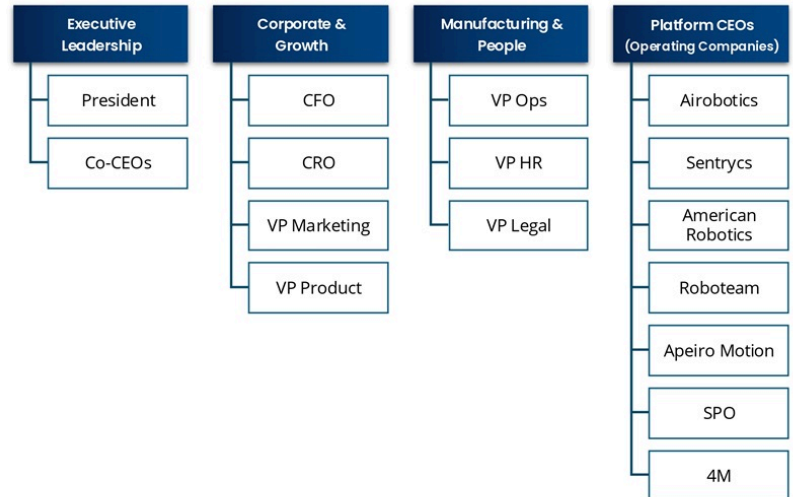 Executive
Leadership
President
Co-CEOs
Corporate &
Growth
CFO
CRO
VP Marketing
VP Product
Manufacturing &
People
VP Ops
VP HR
VP Legal
Platform CEOs
(Operating Companies)
Airobotics
Sentrycs
American
Robotics
Roboteam
Apeiro Motion
SPO
4M